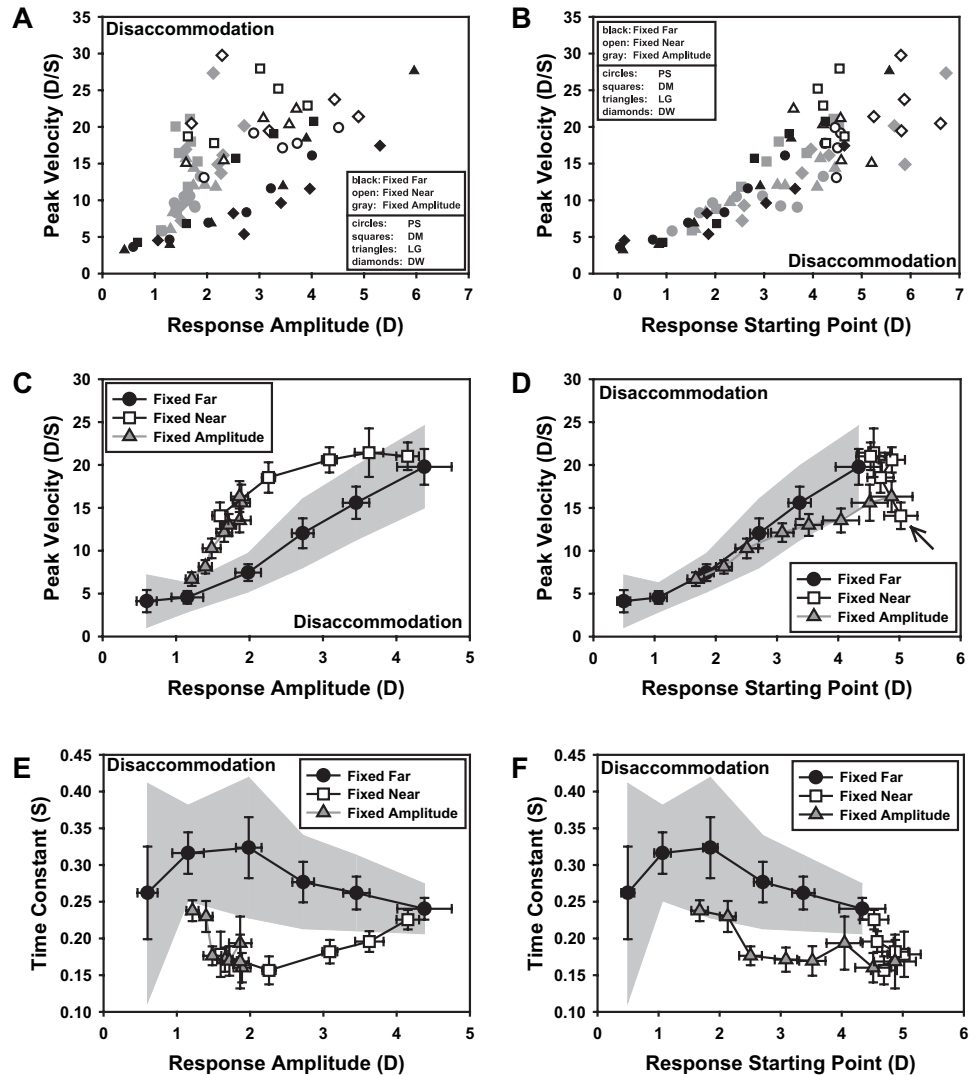 A
Disaccommodation
Peak Velocity (D/S)
35
30
25
20
15
10
5
0
black: Fixed Far
open: Fixed Near
gray: Fixed Amplitude
circles: PS
squares: DM
triangles: LG
diamonds: DW
0 1 2 3 4 5 6 7
Response Amplitude (D)
B
Peak Velocity (D/S)
35
30
25
20
15
10
5
0
black: Fixed Far
open: Fixed Near
gray: Fixed Amplitude
circles: PS
squares: DM
triangles: LG
diamonds: DW
Disaccommodation
0 1 2 3 4 5 6 7
Response Starting Point (D)
C
Peak Velocity (D/S)
30
25
20
15
10
5
0
Fixed Far
Fixed Near
Fixed Amplitude
Disaccommodation
0 1 2 3 4 5
Response Amplitude (D)
D
Disaccommodation
Peak Velocity (D/S)
30
25
20
15
10
5
0
Fixed Far
Fixed Near
Fixed Amplitude
0 1 2 3 4 5 6
Response Starting Point (D)
E
Disaccommodation
Time Constant (S)
0.45
0.40
0.35
0.30
0.25
0.20
0.15
0.10
Fixed Far
Fixed Near
Fixed Amplitude
0 1 2 3 4 5
Response Amplitude (D)
F
Disaccommodation
Time Constant (S)
0.45
0.40
0.35
0.30
0.25
0.20
0.15
0.10
Fixed Far
Fixed Near
Fixed Amplitude
0 1 2 3 4 5 6
Response Starting Point (D)